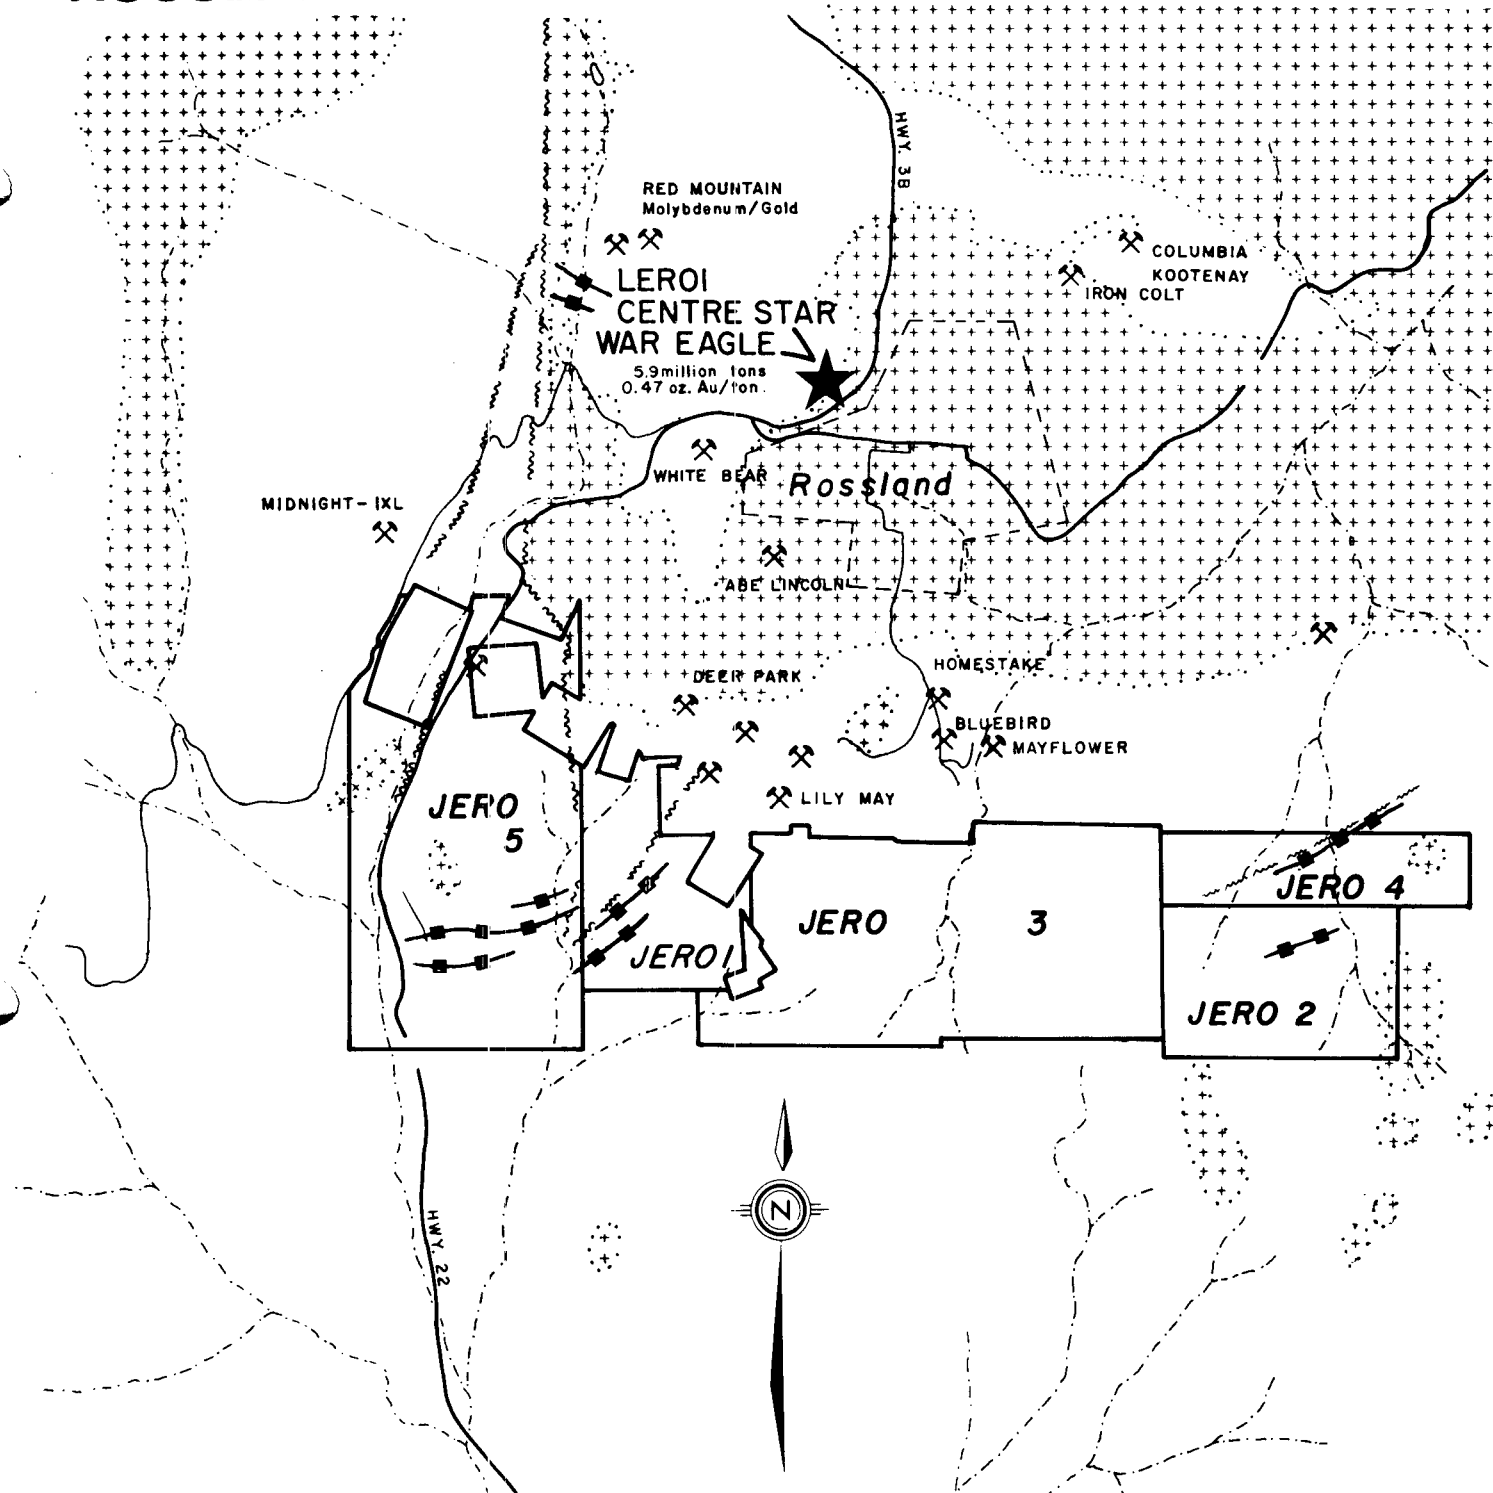 HWY. 3B
RED MOUNTAIN
Molybdenum/Gold
COLUMBIA
KOOTENAY
IRON COLT
LEROI
CENTRE STAR
WAR EAGLE
5.9 million tons
0.47 oz. Au/ton.
WHITE BEAR
Rossland
MIDNIGHT-IXL
ABE LINCOLN
HOMESTAKE
DEER PARK
BLUEBIRD
MAYFLOWER
LILY MAY
JERO
5
JERO 4
JERO
3
JERO 1
JERO 2
N
HWY. 22